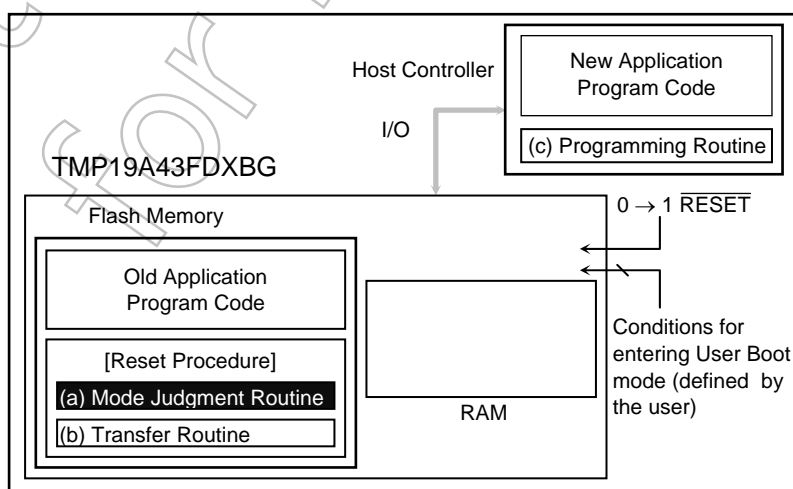 New Application
Program Code
Host Controller
I/O
(c) Programming Routine
TMP19A43FDXBG
0 → 1 RESET
Flash Memory
Old Application
Program Code
[Reset Procedure]
(a) Mode Judgment Routine
(b) Transfer Routine
RAM
Conditions for
entering User Boot
mode (defined by
the user)
for